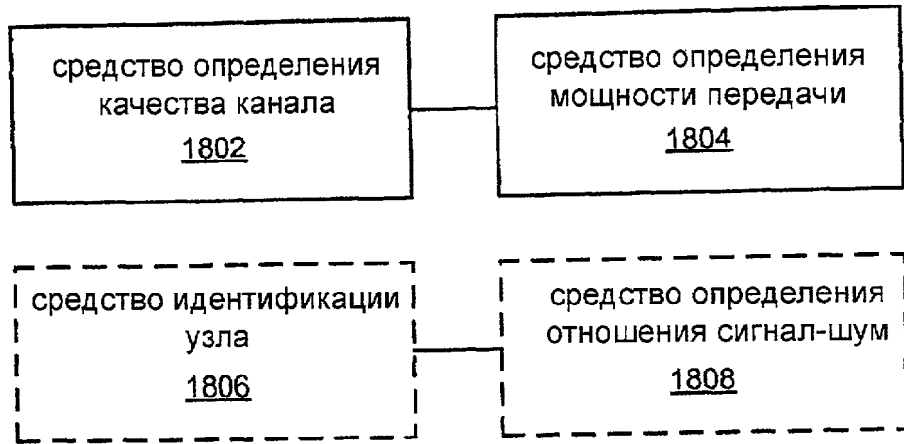 средство определения
качества канала
1802
средство определения
мощности передачи
1804
средство идентификации
узла
1806
средство определения
отношения сигнал-шум
1808